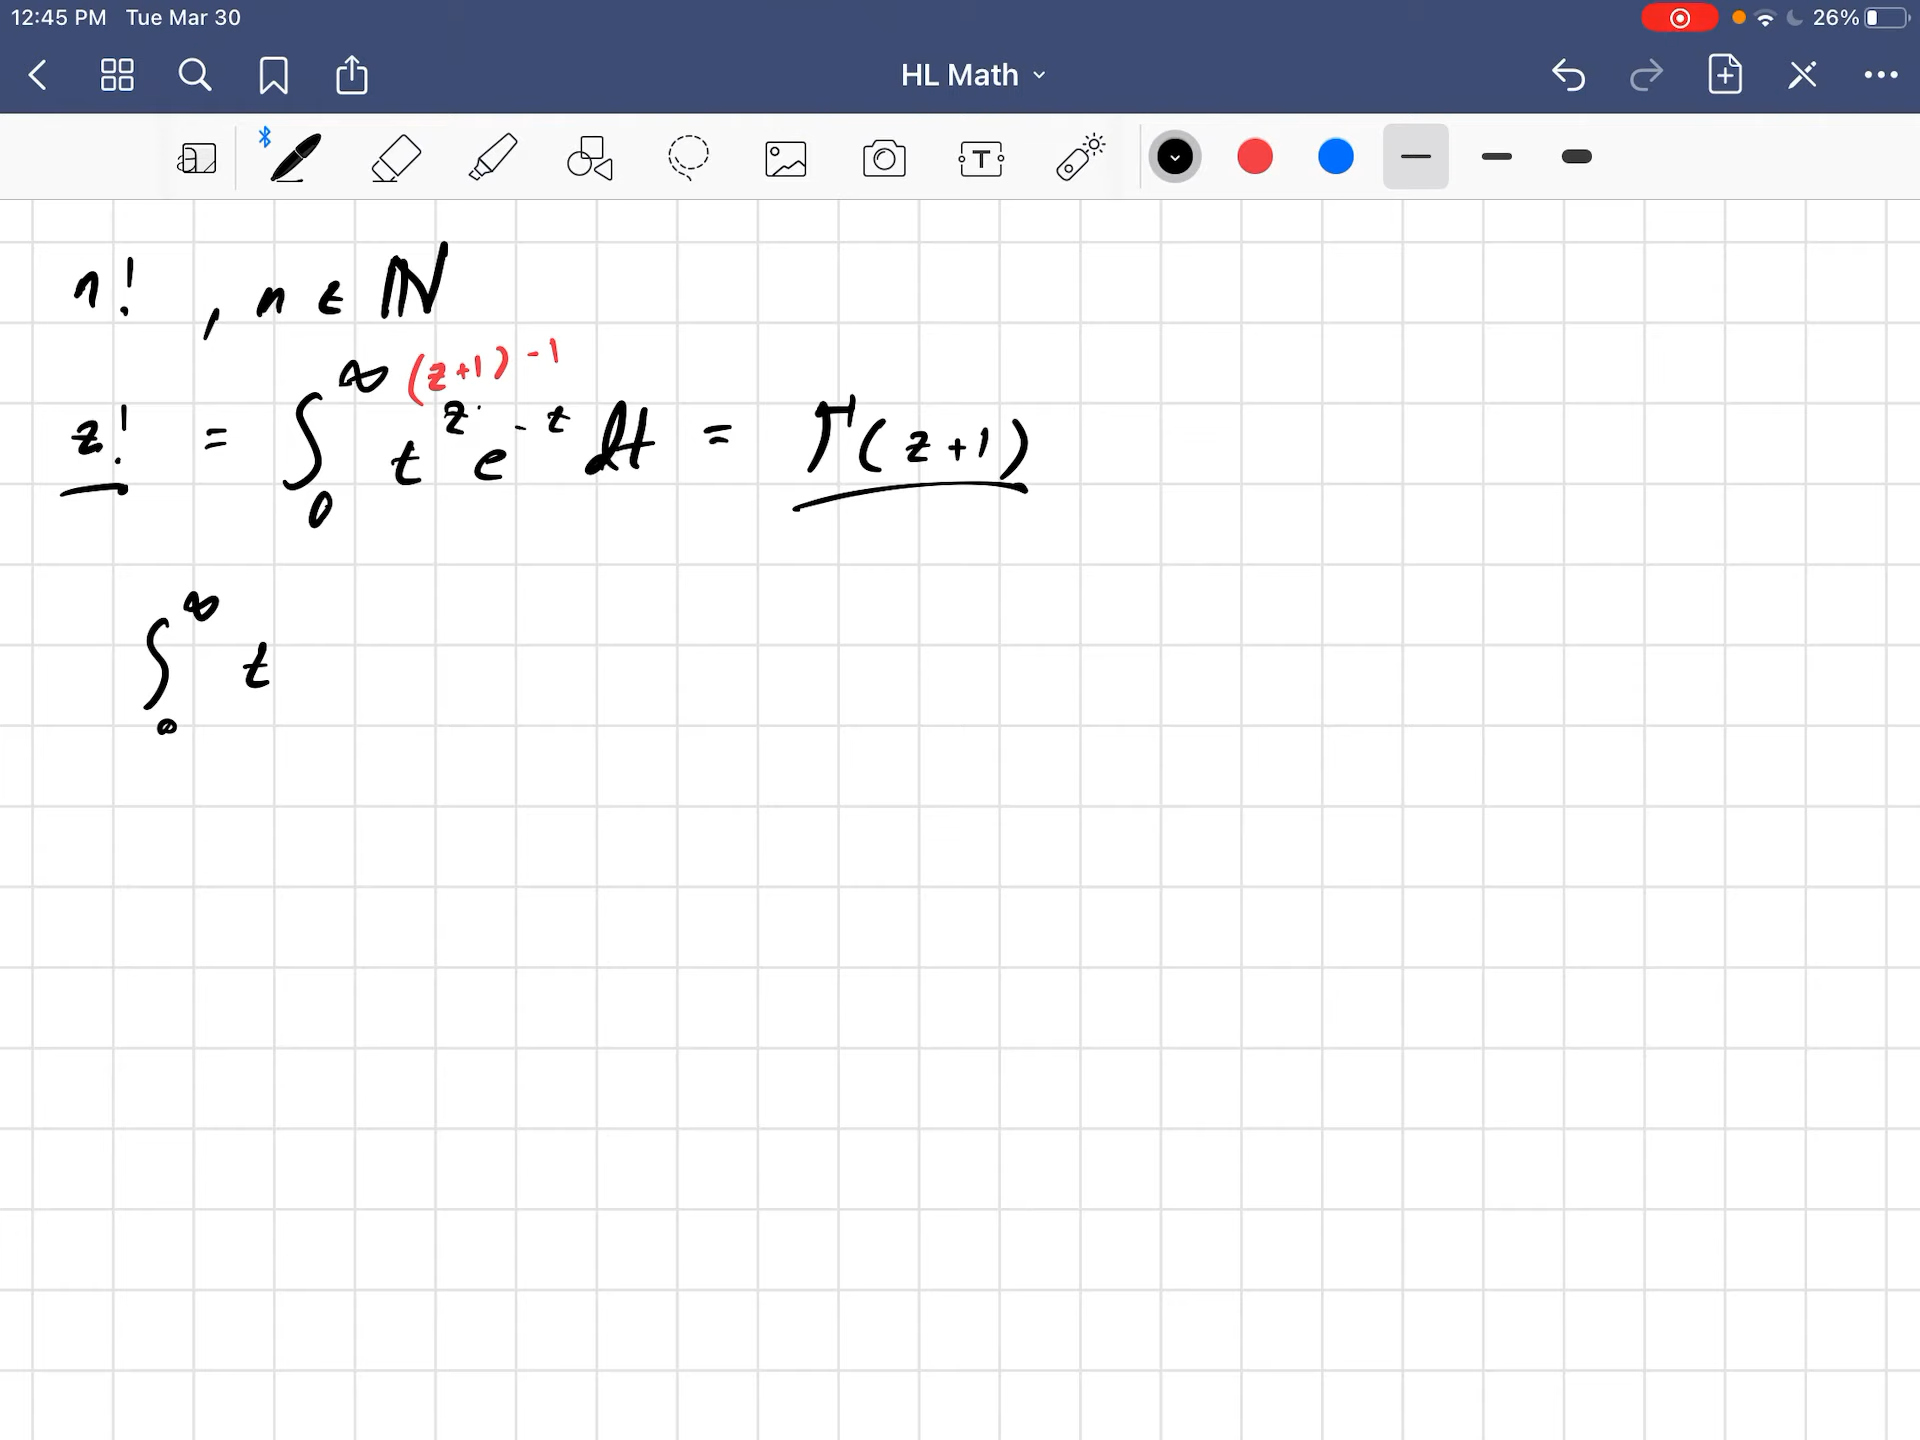 12:45 PM Tue Mar 30 26%
HL Math
T
n! , n ∈ ℕ
(z+1)-1
z! = ∫₀^∞ t^z e^-t dt = Γ(z+1)
∫₀^∞ t